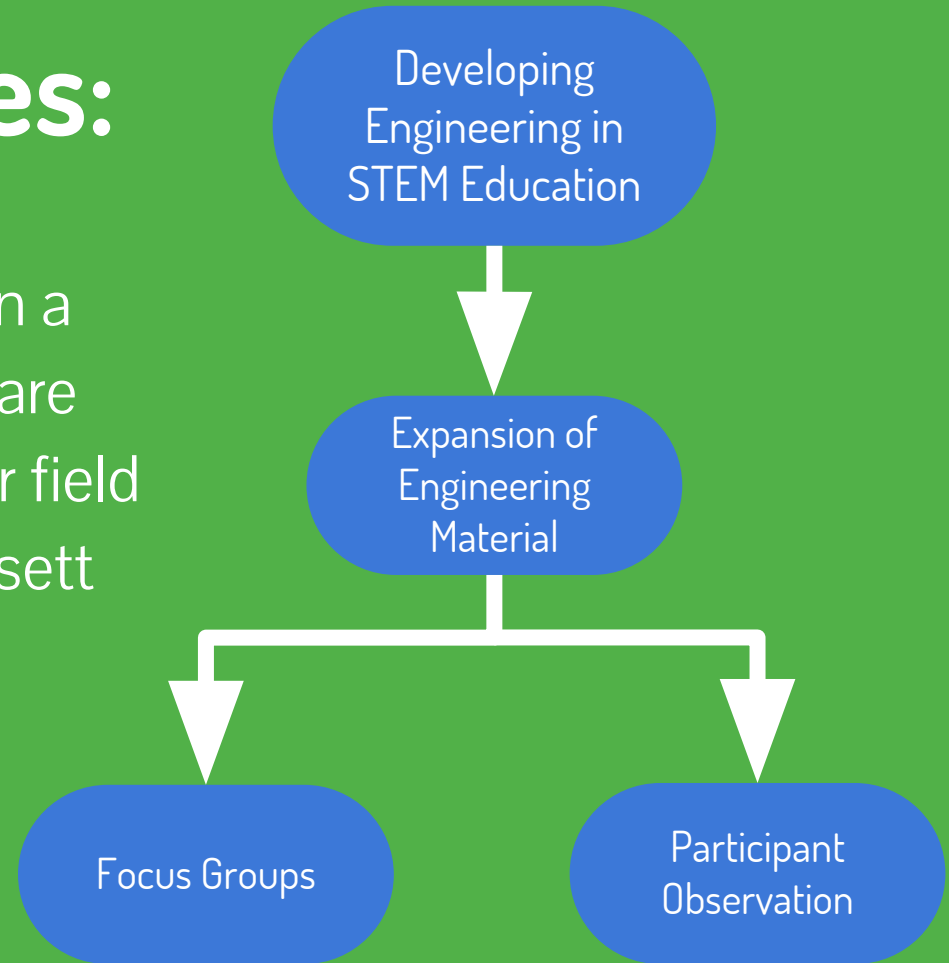 es:
n a
are
r field
sett
Developing
Engineering in
STEM Education
Expansion of
Engineering
Material
Focus Groups
Participant
Observation